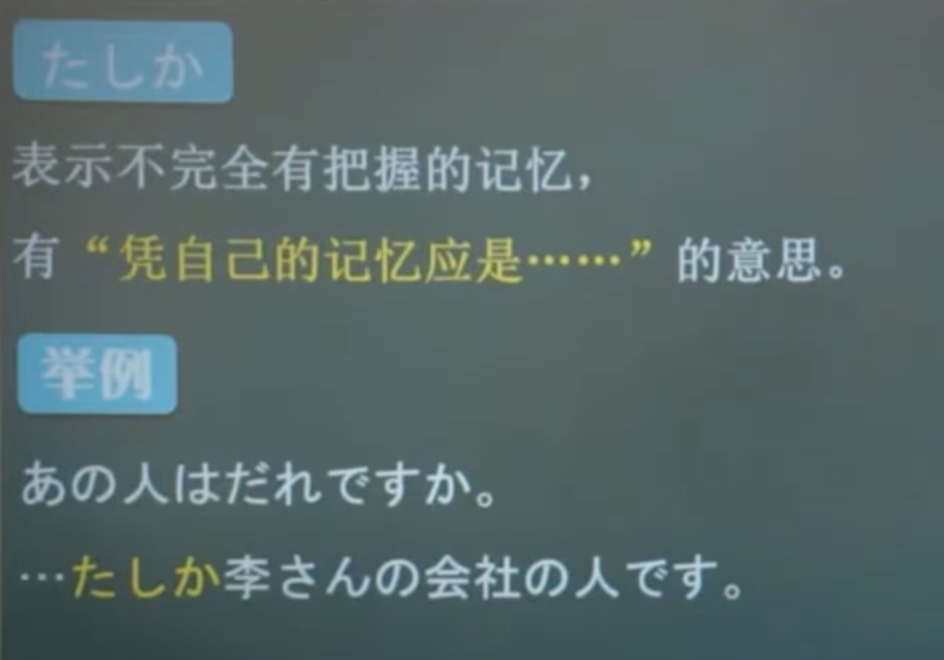 たしか
表示不完全有把握的记忆，
有“凭自己的记忆应是……”的意思。
举例
あの人はだれですか。
…たしか李さんの会社の人です。